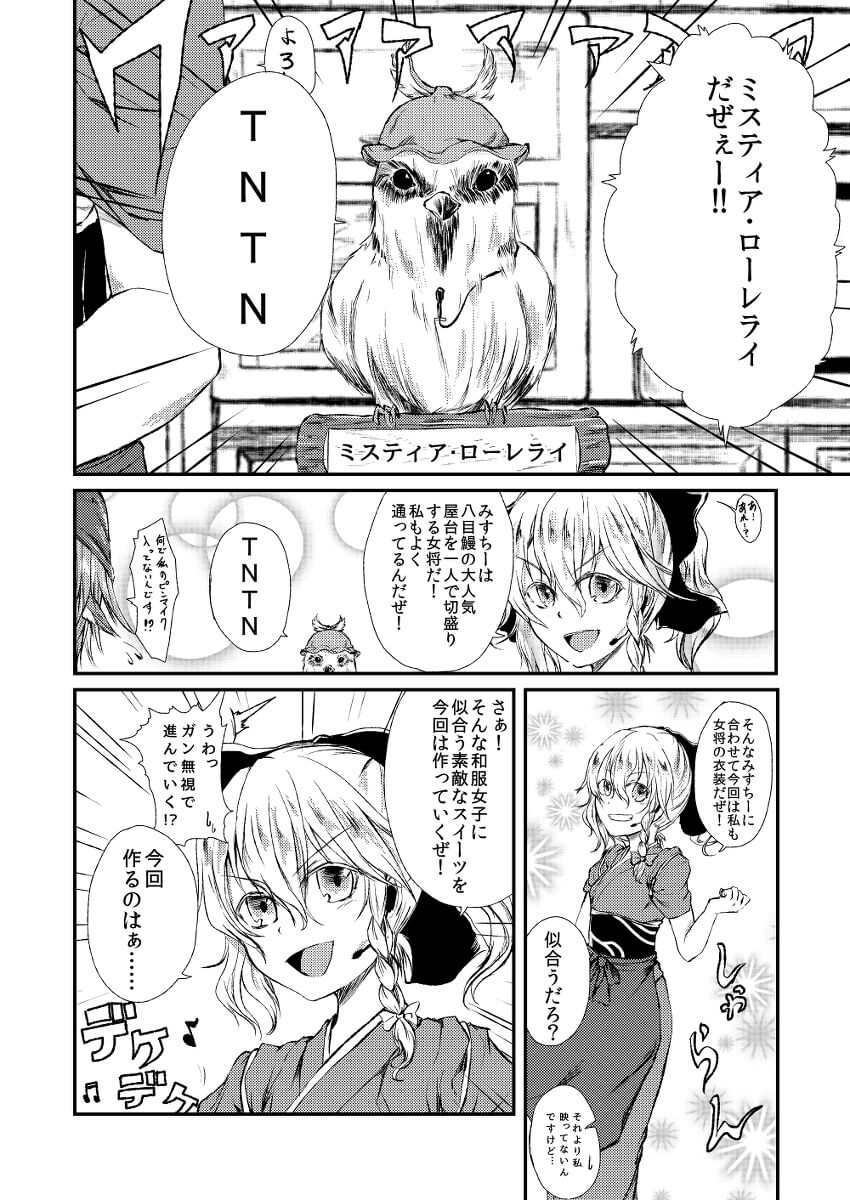 ミスティア・ローレライ
だぜぇー!!
ワァァァァァァァ
よろ
TNTN
ミスティア・ローレライ
あ…
あれ…?
みすちーは
八目鰻の大人気
屋台を一人で切盛り
する女将だ!
私もよく
通ってるんだぜ!
TNTN
何で私のピンマイク
入ってないんです!?
そんなみすちーに
合わせて今回は私も
女将の衣装だぜ!
似合うだろ?
しゃらん
それより私
映ってないん
ですけど…
さぁ!
そんな和服女子に
似合う素敵なスイーツを
今回は作っていくぜ!
うわっ
ガン無視で
進んでいく!?
今回
作るのはぁ……
デケ
デケ